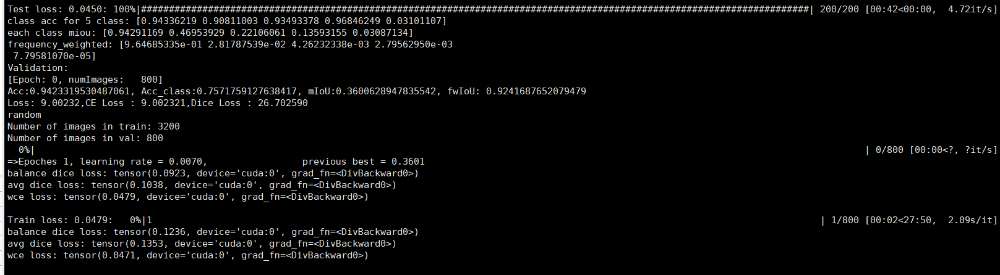 Test loss: 0.0450: 100%|##########################################################################################################################| 200/200 [00:42<00:00,  4.72it/s]
class acc for 5 class: [0.94336219 0.90811003 0.93493378 0.96846249 0.03101107]
each class miou: [0.94291169 0.46953929 0.22106061 0.13593155 0.03087134]
frequency_weighted: [9.64685335e-01 2.81787539e-02 4.26232338e-03 2.79562950e-03
 7.79581070e-05]
Validation:
[Epoch: 0, numImages:   800]
Acc:0.9423319530487061, Acc_class:0.7571759127638417, mIoU:0.3600628947835542, fwIoU: 0.9241687652079479
Loss: 9.00232,CE Loss : 9.002321,Dice Loss : 26.702590
random
Number of images in train: 3200
Number of images in val: 800
  0%|                                                                                                                                                         | 0/800 [00:00<?, ?it/s]
=>Epoches 1, learning rate = 0.0070,                 previous best = 0.3601
balance dice loss: tensor(0.0923, device='cuda:0', grad_fn=<DivBackward0>)
avg dice loss: tensor(0.1038, device='cuda:0', grad_fn=<DivBackward0>)
wce loss: tensor(0.0479, device='cuda:0', grad_fn=<DivBackward0>)
Train loss: 0.0479:   0%|1                                                                                                                          | 1/800 [00:02<27:50,  2.09s/it]
balance dice loss: tensor(0.1236, device='cuda:0', grad_fn=<DivBackward0>)
avg dice loss: tensor(0.1353, device='cuda:0', grad_fn=<DivBackward0>)
wce loss: tensor(0.0471, device='cuda:0', grad_fn=<DivBackward0>)